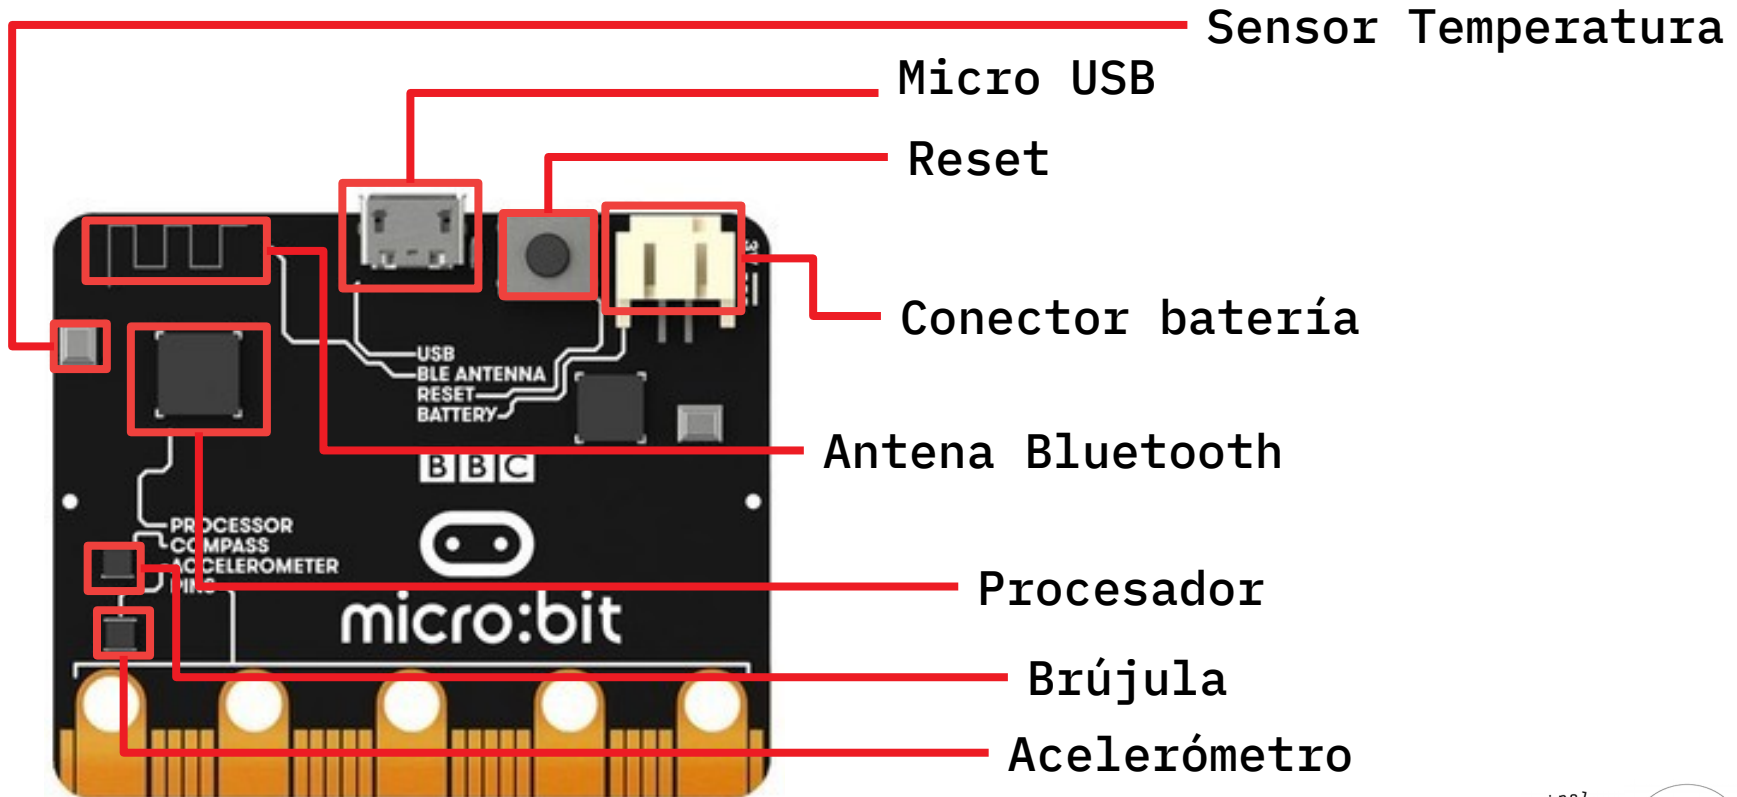 Sensor Temperatura
Micro USB
Reset
Conector batería
USB
BLE ANTENNA
RESET
BATTERY
Antena Bluetooth
BBC
PROCESSOR
COMPASS
ACCELEROMETER
PINS
Procesador
micro:bit
Brújula
Acelerómetro